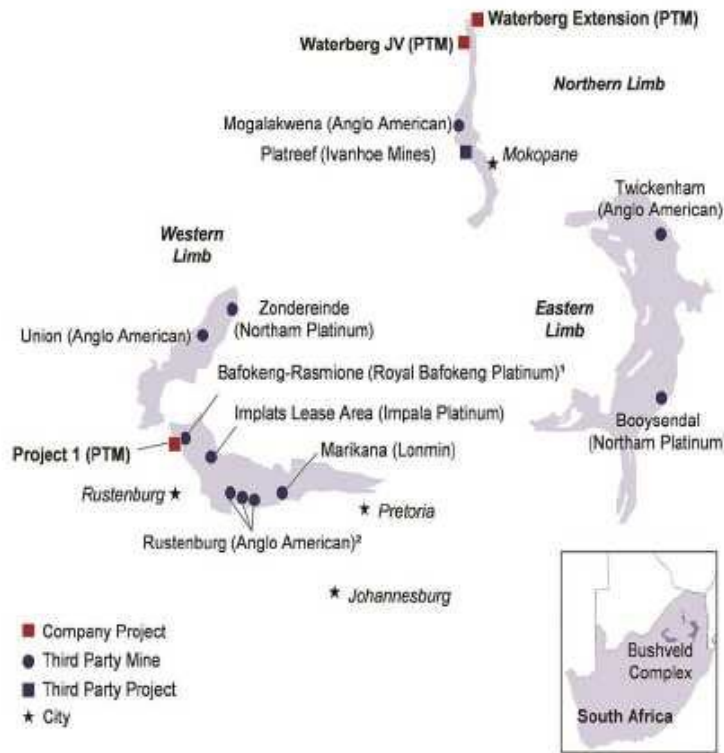 Waterberg Extension (PTM)
Waterberg JV (PTM)
Northern Limb
Mogalakwena (Anglo American)
Platreef (Ivanhoe Mines)
Mokopane
Twickenham
(Anglo American)
Western
Limb
Zondereinde
(Northam Platinum)
Union (Anglo American)
Eastern
Limb
Bafokeng-Rasmione (Royal Bafokeng Platinum)¹
Implats Lease Area (Impala Platinum)
Booysendal
(Northam Platinum)
Project 1 (PTM)
Marikana (Lonmin)
Rustenburg
Pretoria
Rustenburg (Anglo American)²
Johannesburg
Company Project
Third Party Mine
Third Party Project
City
Bushveld
Complex
South Africa